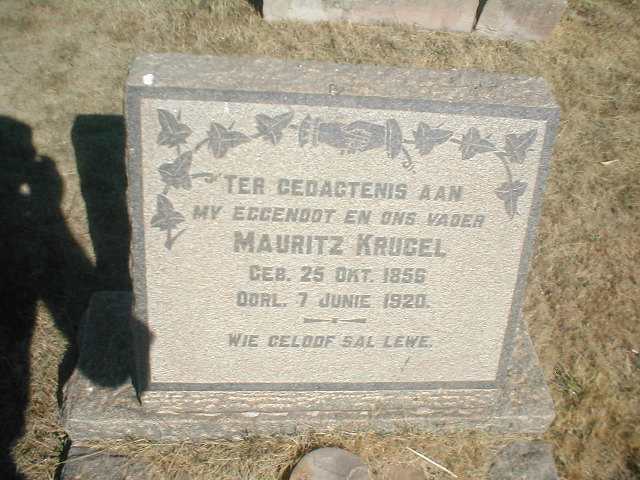 TER GEDAGTENIS AAN
MY EGGENOOT EN ONS VADER
MAURITZ KRUGEL
GEB. 25 OKT. 1856
OORL. 7 JUNIE 1920.
WIE GELOOF SAL LEWE.